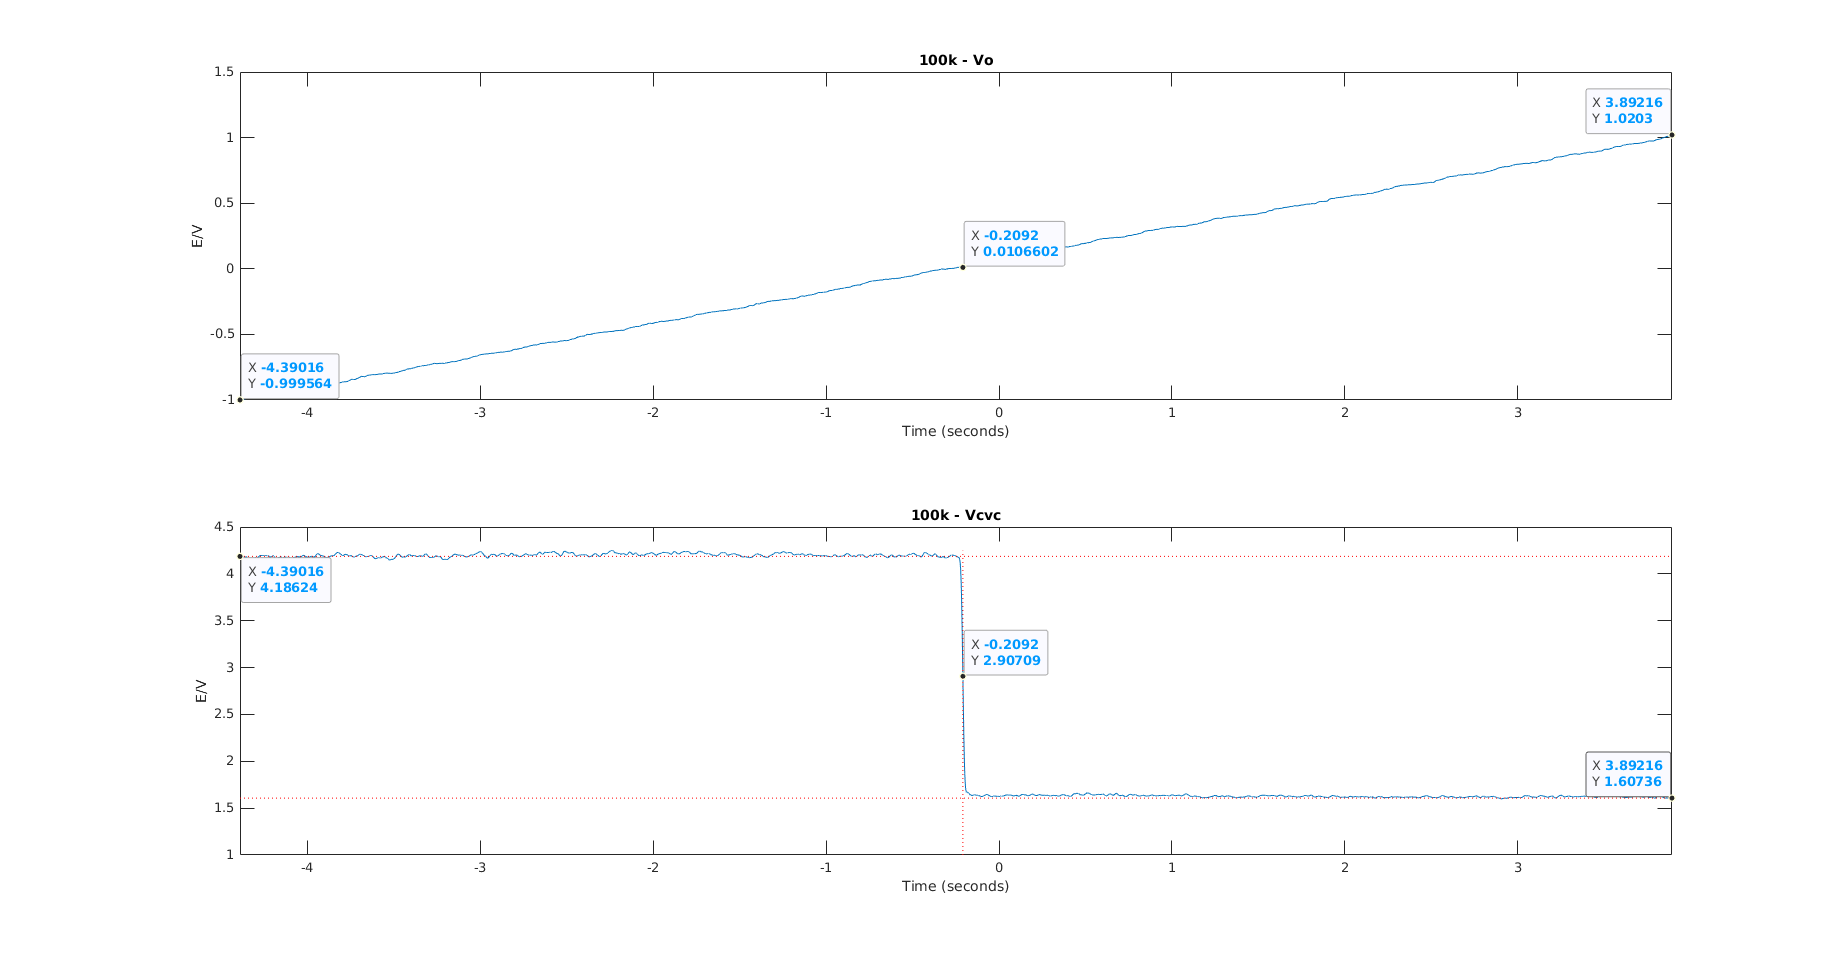 100k - Vo
1.5
1
0.5
0
-0.5
-1
E/V
X 3.89216
Y 1.0203
X -0.2092
Y 0.0106602
X -4.39016
Y -0.999564
-4 -3 -2 -1 0 1 2 3
Time (seconds)
100k - Vcvc
4.5
4
3.5
3
2.5
2
1.5
1
E/V
X -4.39016
Y 4.18624
X -0.2092
Y 2.90709
X 3.89216
Y 1.60736
-4 -3 -2 -1 0 1 2 3
Time (seconds)